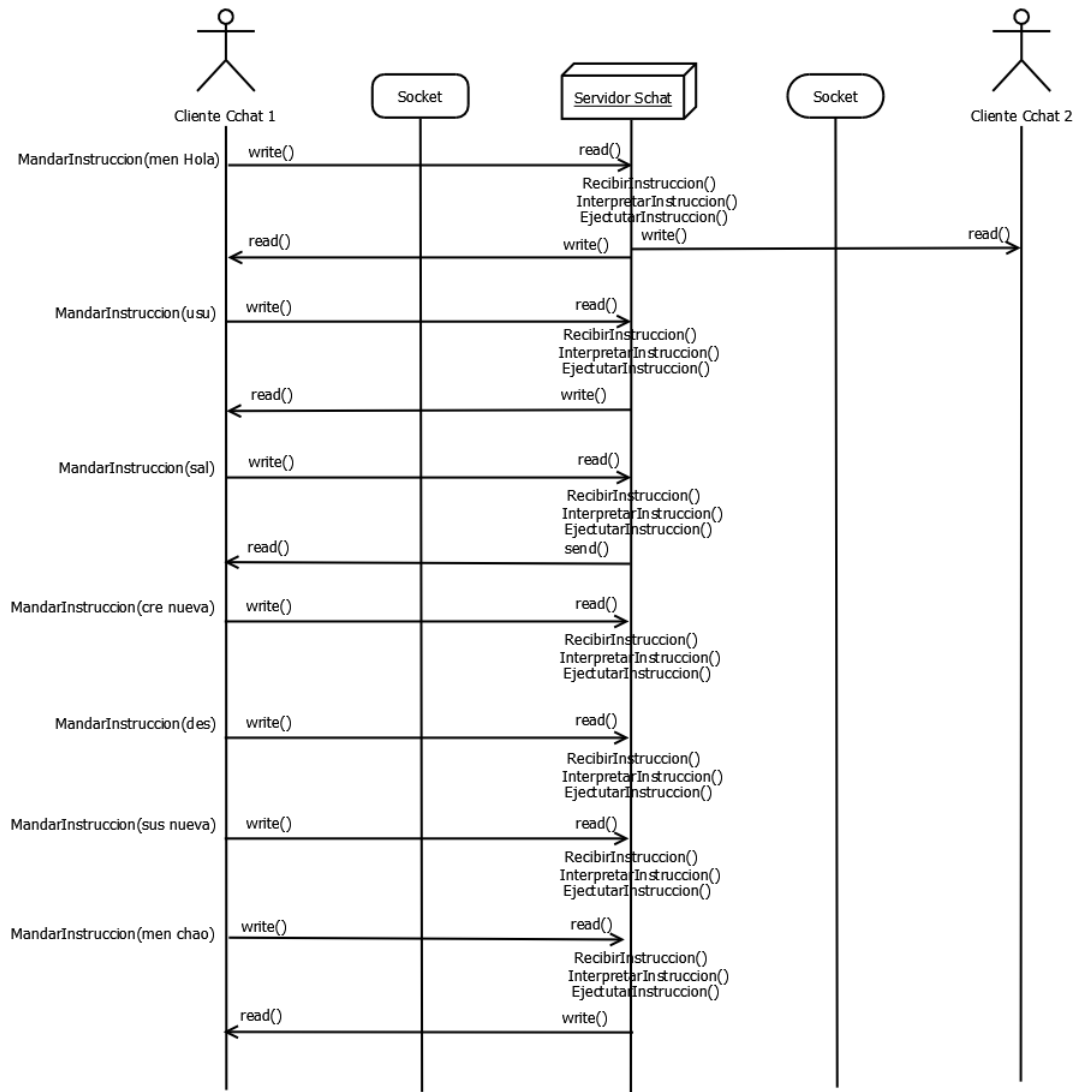 Cliente Cchat 1
Socket
Servidor Schat
Socket
Cliente Cchat 2
MandarInstruccion(men Hola)
write()
read()
RecibirInstruccion()
InterpretarInstruccion()
EjectutarInstruccion()
read()
write()
write()
read()
MandarInstruccion(usu)
write()
read()
RecibirInstruccion()
InterpretarInstruccion()
EjectutarInstruccion()
read()
write()
MandarInstruccion(sal)
write()
read()
RecibirInstruccion()
InterpretarInstruccion()
EjectutarInstruccion()
read()
send()
MandarInstruccion(cre nueva)
write()
read()
RecibirInstruccion()
InterpretarInstruccion()
EjectutarInstruccion()
MandarInstruccion(des)
write()
read()
RecibirInstruccion()
InterpretarInstruccion()
EjectutarInstruccion()
MandarInstruccion(sus nueva)
write()
read()
RecibirInstruccion()
InterpretarInstruccion()
EjectutarInstruccion()
MandarInstruccion(men chao)
write()
read()
RecibirInstruccion()
InterpretarInstruccion()
EjectutarInstruccion()
read()
write()